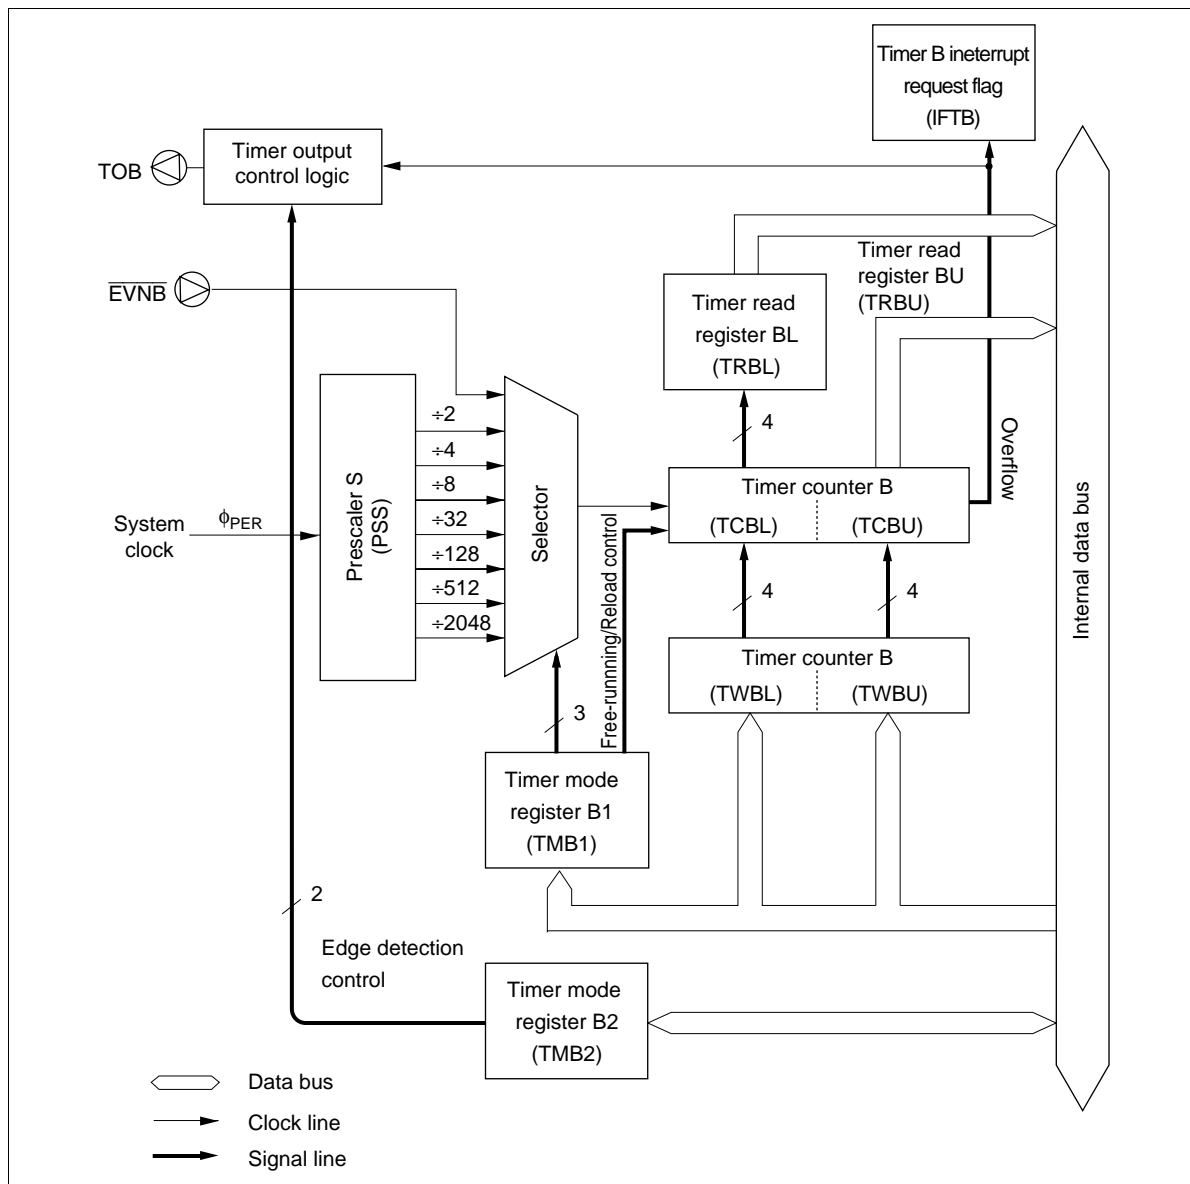 Timer B ineterrupt
request flag
(IFTB)
Timer output
control logic
TOB
EVNB
Timer read
register BU
(TRBU)
Timer read
register BL
(TRBL)
÷2
÷4
÷8
÷32
÷128
÷512
÷2048
Prescaler S
(PSS)
Selector
System
clock
ϕPER
4
Overflow
Timer counter B
(TCBL)
(TCBU)
Internal data bus
Free-runnning/Reload control
4
4
Timer counter B
(TWBL)
(TWBU)
3
Timer mode
register B1
(TMB1)
2
Edge detection
control
Timer mode
register B2
(TMB2)
Data bus
Clock line
Signal line